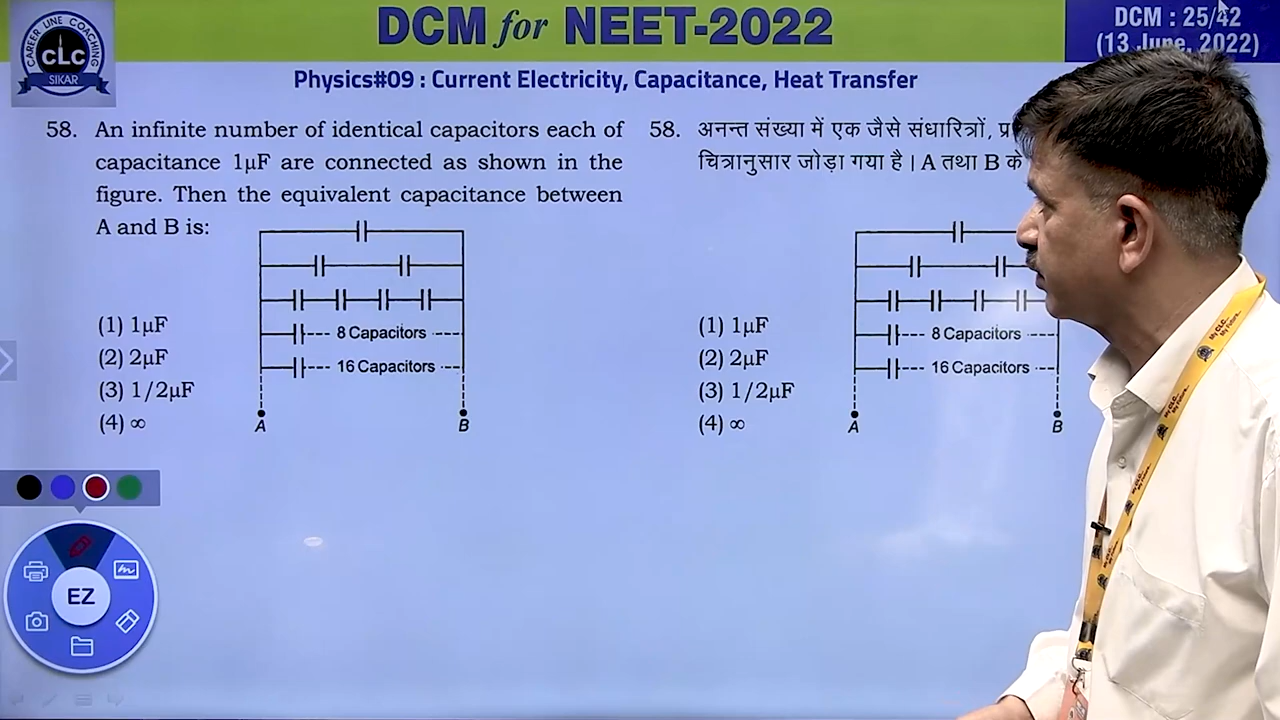 CAREER LINE COACHING
CLC
SIKAR
DCM for NEET-2022
DCM : 25/42
(13 June, 2022)
Physics#09 : Current Electricity, Capacitance, Heat Transfer
58. An infinite number of identical capacitors each of
capacitance 1µF are connected as shown in the
figure. Then the equivalent capacitance between
A and B is:
(1) 1µF
(2) 2µF
(3) 1/2µF
(4) ∞
8 Capacitors
16 Capacitors
A B
58. अनन्त संख्या में एक जैसे संधारित्रों,
चित्रानुसार जोड़ा गया है। A तथा B के
(1) 1µF
(2) 2µF
(3) 1/2µF
(4) ∞
8 Capacitors
16 Capacitors
A B
EZ